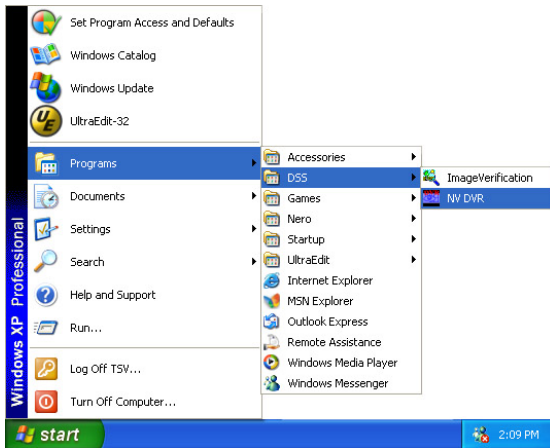 Set Program Access and Defaults
Windows Catalog
Windows Update
UltraEdit-32
Programs
Documents
Settings
Search
Help and Support
Run...
Log Off TSV...
Turn Off Computer...
Windows XP Professional
Accessories
DSS
Games
Nero
Startup
UltraEdit
Internet Explorer
MSN Explorer
Outlook Express
Remote Assistance
Windows Media Player
Windows Messenger
ImageVerification
NV DVR
start
2:09 PM